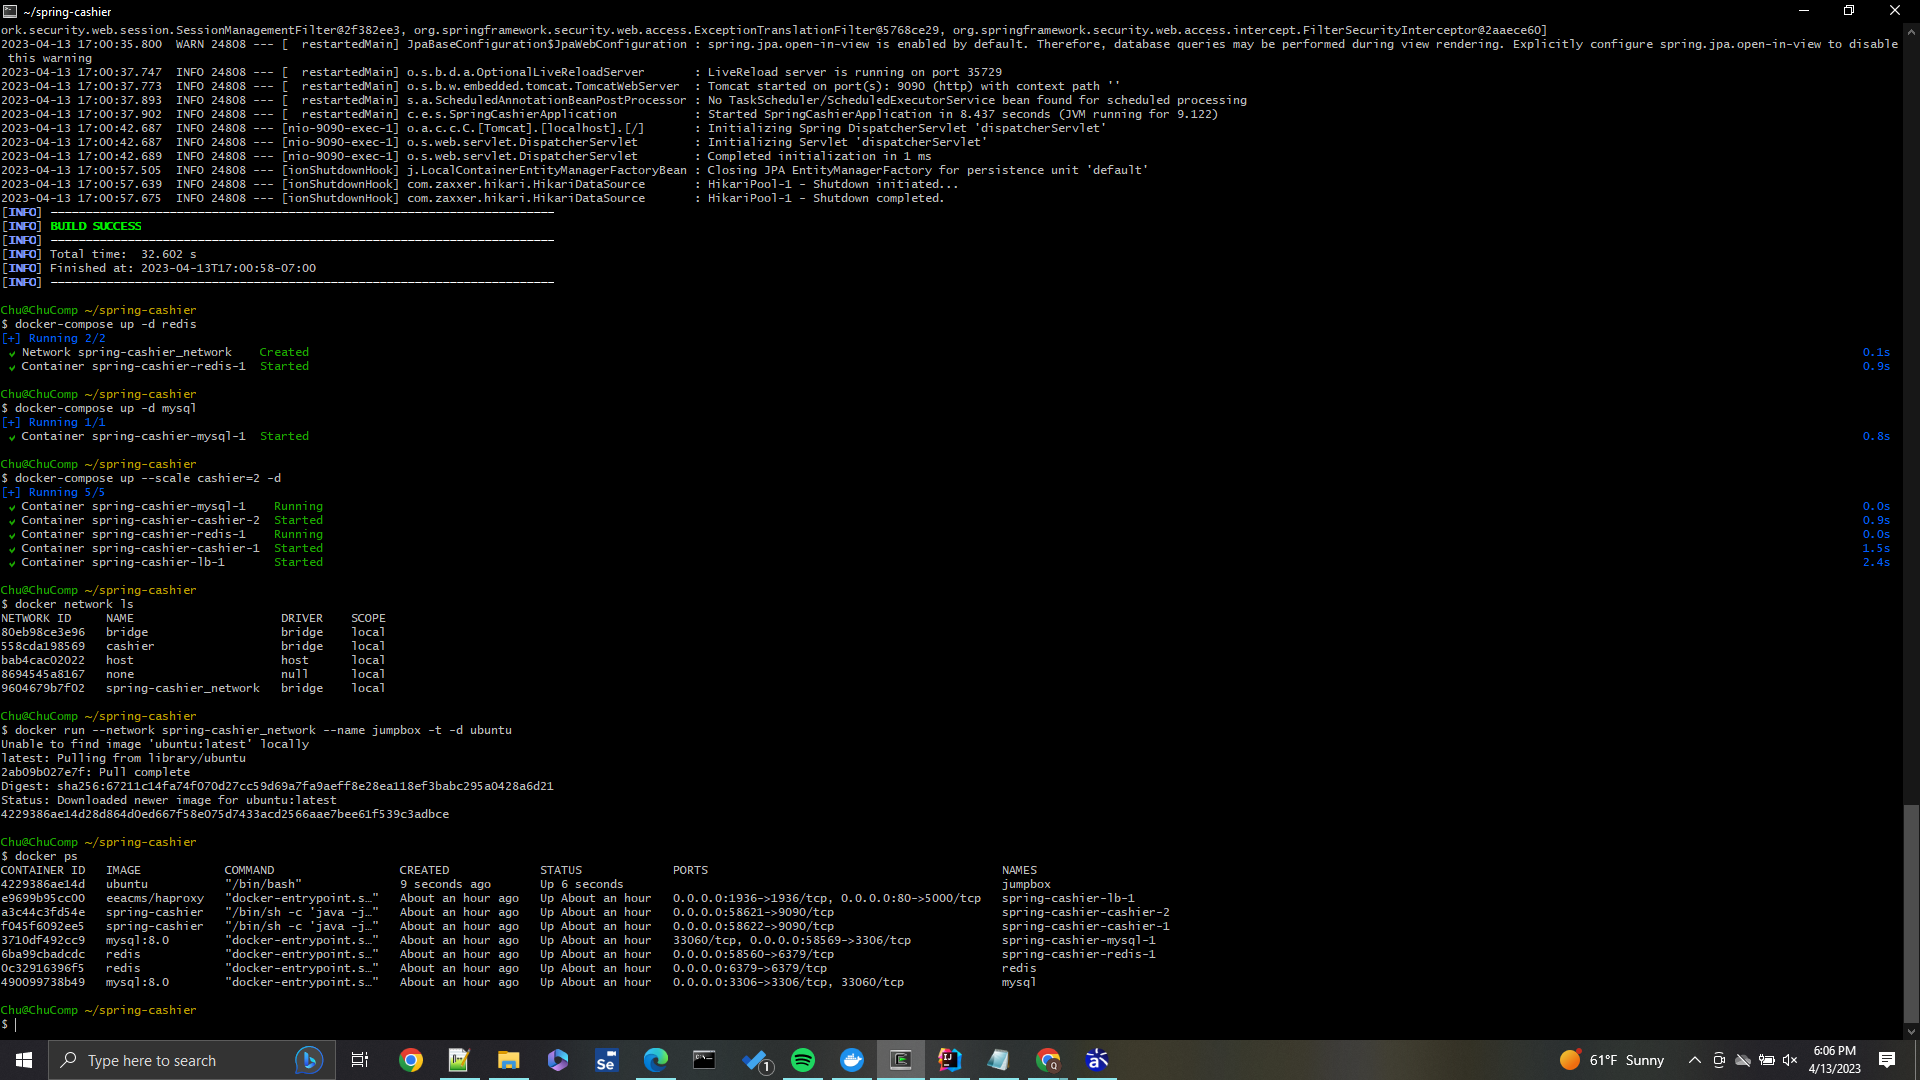 ~/spring-cashier
ork.security.web.session.SessionManagementFilter@2f382ee3, org.springframework.security.web.access.ExceptionTranslationFilter@5768ce29, org.springframework.security.web.access.intercept.FilterSecurityInterceptor@2aaece60]
2023-04-13 17:00:35.800  WARN 24808 --- [  restartedMain] JpaBaseConfiguration$JpaWebConfiguration : spring.jpa.open-in-view is enabled by default. Therefore, database queries may be performed during view rendering. Explicitly configure spring.jpa.open-in-view to disable
 this warning
2023-04-13 17:00:37.747  INFO 24808 --- [  restartedMain] o.s.b.d.a.OptionalLiveReloadServer       : LiveReload server is running on port 35729
2023-04-13 17:00:37.773  INFO 24808 --- [  restartedMain] o.s.b.w.embedded.tomcat.TomcatWebServer  : Tomcat started on port(s): 9090 (http) with context path ''
2023-04-13 17:00:37.893  INFO 24808 --- [  restartedMain] s.a.ScheduledAnnotationBeanPostProcessor : No TaskScheduler/ScheduledExecutorService bean found for scheduled processing
2023-04-13 17:00:37.902  INFO 24808 --- [  restartedMain] c.e.s.SpringCashierApplication           : Started SpringCashierApplication in 8.437 seconds (JVM running for 9.122)
2023-04-13 17:00:42.687  INFO 24808 --- [nio-9090-exec-1] o.a.c.c.C.[Tomcat].[localhost].[/]       : Initializing Spring DispatcherServlet 'dispatcherServlet'
2023-04-13 17:00:42.687  INFO 24808 --- [nio-9090-exec-1] o.s.web.servlet.DispatcherServlet        : Initializing Servlet 'dispatcherServlet'
2023-04-13 17:00:42.689  INFO 24808 --- [nio-9090-exec-1] o.s.web.servlet.DispatcherServlet        : Completed initialization in 1 ms
2023-04-13 17:00:57.505  INFO 24808 --- [ionShutdownHook] j.LocalContainerEntityManagerFactoryBean : Closing JPA EntityManagerFactory for persistence unit 'default'
2023-04-13 17:00:57.639  INFO 24808 --- [ionShutdownHook] com.zaxxer.hikari.HikariDataSource       : HikariPool-1 - Shutdown initiated...
2023-04-13 17:00:57.675  INFO 24808 --- [ionShutdownHook] com.zaxxer.hikari.HikariDataSource       : HikariPool-1 - Shutdown completed.
[INFO] ------------------------------------------------------------------------
[INFO] BUILD SUCCESS
[INFO] ------------------------------------------------------------------------
[INFO] Total time:  32.602 s
[INFO] Finished at: 2023-04-13T17:00:58-07:00
[INFO] ------------------------------------------------------------------------
Chu@ChuComp ~/spring-cashier
$ docker-compose up -d redis
[+] Running 2/2
✔ Network spring-cashier_network    Created 0.1s
✔ Container spring-cashier-redis-1  Started 0.9s
Chu@ChuComp ~/spring-cashier
$ docker-compose up -d mysql
[+] Running 1/1
✔ Container spring-cashier-mysql-1  Started 0.8s
Chu@ChuComp ~/spring-cashier
$ docker-compose up --scale cashier=2 -d
[+] Running 5/5
✔ Container spring-cashier-mysql-1    Running 0.0s
✔ Container spring-cashier-cashier-2  Started 0.9s
✔ Container spring-cashier-redis-1    Running 0.0s
✔ Container spring-cashier-cashier-1  Started 1.5s
✔ Container spring-cashier-lb-1       Started 2.4s
Chu@ChuComp ~/spring-cashier
$ docker network ls
NETWORK ID     NAME                     DRIVER    SCOPE
80eb98ce3e96   bridge                   bridge    local
558cda198569   cashier                  bridge    local
bab4cac02022   host                     host      local
8694545a8167   none                     null      local
9604679b7f02   spring-cashier_network   bridge    local
Chu@ChuComp ~/spring-cashier
$ docker run --network spring-cashier_network --name jumpbox -t -d ubuntu
Unable to find image 'ubuntu:latest' locally
latest: Pulling from library/ubuntu
2ab09b027e7f: Pull complete
Digest: sha256:67211c14fa74f070d27cc59d69a7fa9aeff8e28ea118ef3babc295a0428a6d21
Status: Downloaded newer image for ubuntu:latest
4229386ae14d28d864d0ed667f58e075d7433acd2566aae7bee61f539c3adbce
Chu@ChuComp ~/spring-cashier
$ docker ps
CONTAINER ID   IMAGE            COMMAND                  CREATED             STATUS             PORTS                                          NAMES
4229386ae14d   ubuntu           "/bin/bash"              9 seconds ago       Up 6 seconds                                                      jumpbox
e9699b95cc00   eeacms/haproxy   "docker-entrypoint.s…"   About an hour ago   Up About an hour   0.0.0.0:1936->1936/tcp, 0.0.0.0:80->5000/tcp   spring-cashier-lb-1
a3c44c3fd54e   spring-cashier   "/bin/sh -c 'java -j…"   About an hour ago   Up About an hour   0.0.0.0:58621->9090/tcp                        spring-cashier-cashier-2
f045f6092ee5   spring-cashier   "/bin/sh -c 'java -j…"   About an hour ago   Up About an hour   0.0.0.0:58622->9090/tcp                        spring-cashier-cashier-1
3710df492cc9   mysql:8.0        "docker-entrypoint.s…"   About an hour ago   Up About an hour   33060/tcp, 0.0.0.0:58569->3306/tcp             spring-cashier-mysql-1
6ba99cbadcdc   redis            "docker-entrypoint.s…"   About an hour ago   Up About an hour   0.0.0.0:58560->6379/tcp                        spring-cashier-redis-1
0c32916396f5   redis            "docker-entrypoint.s…"   About an hour ago   Up About an hour   0.0.0.0:6379->6379/tcp                         redis
490099738b49   mysql:8.0        "docker-entrypoint.s…"   About an hour ago   Up About an hour   0.0.0.0:3306->3306/tcp, 33060/tcp              mysql
Chu@ChuComp ~/spring-cashier
$
Type here to search
Se
1
61°F Sunny
6:06 PM
4/13/2023